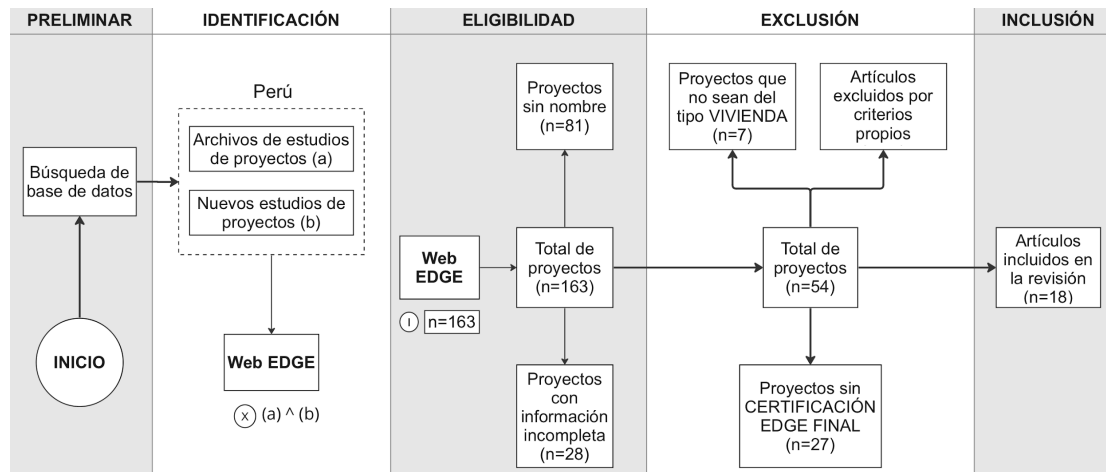 PRELIMINAR
IDENTIFICACIÓN
ELIGIBILIDAD
EXCLUSIÓN
INCLUSIÓN
INICIO
Búsqueda de
base de datos
Perú
Archivos de estudios
de proyectos (a)
Nuevos estudios de
proyectos (b)
Web EDGE
X (a) ^ (b)
Web
EDGE
I n=163
Proyectos
sin nombre
(n=81)
Total de
proyectos
(n=163)
Proyectos
con
información
incompleta
(n=28)
Proyectos que
no sean del
tipo VIVIENDA
(n=7)
Artículos
excluidos por
criterios
propios
Total de
proyectos
(n=54)
Proyectos sin
CERTIFICACIÓN
EDGE FINAL
(n=27)
Artículos
incluidos en
la revisión
(n=18)